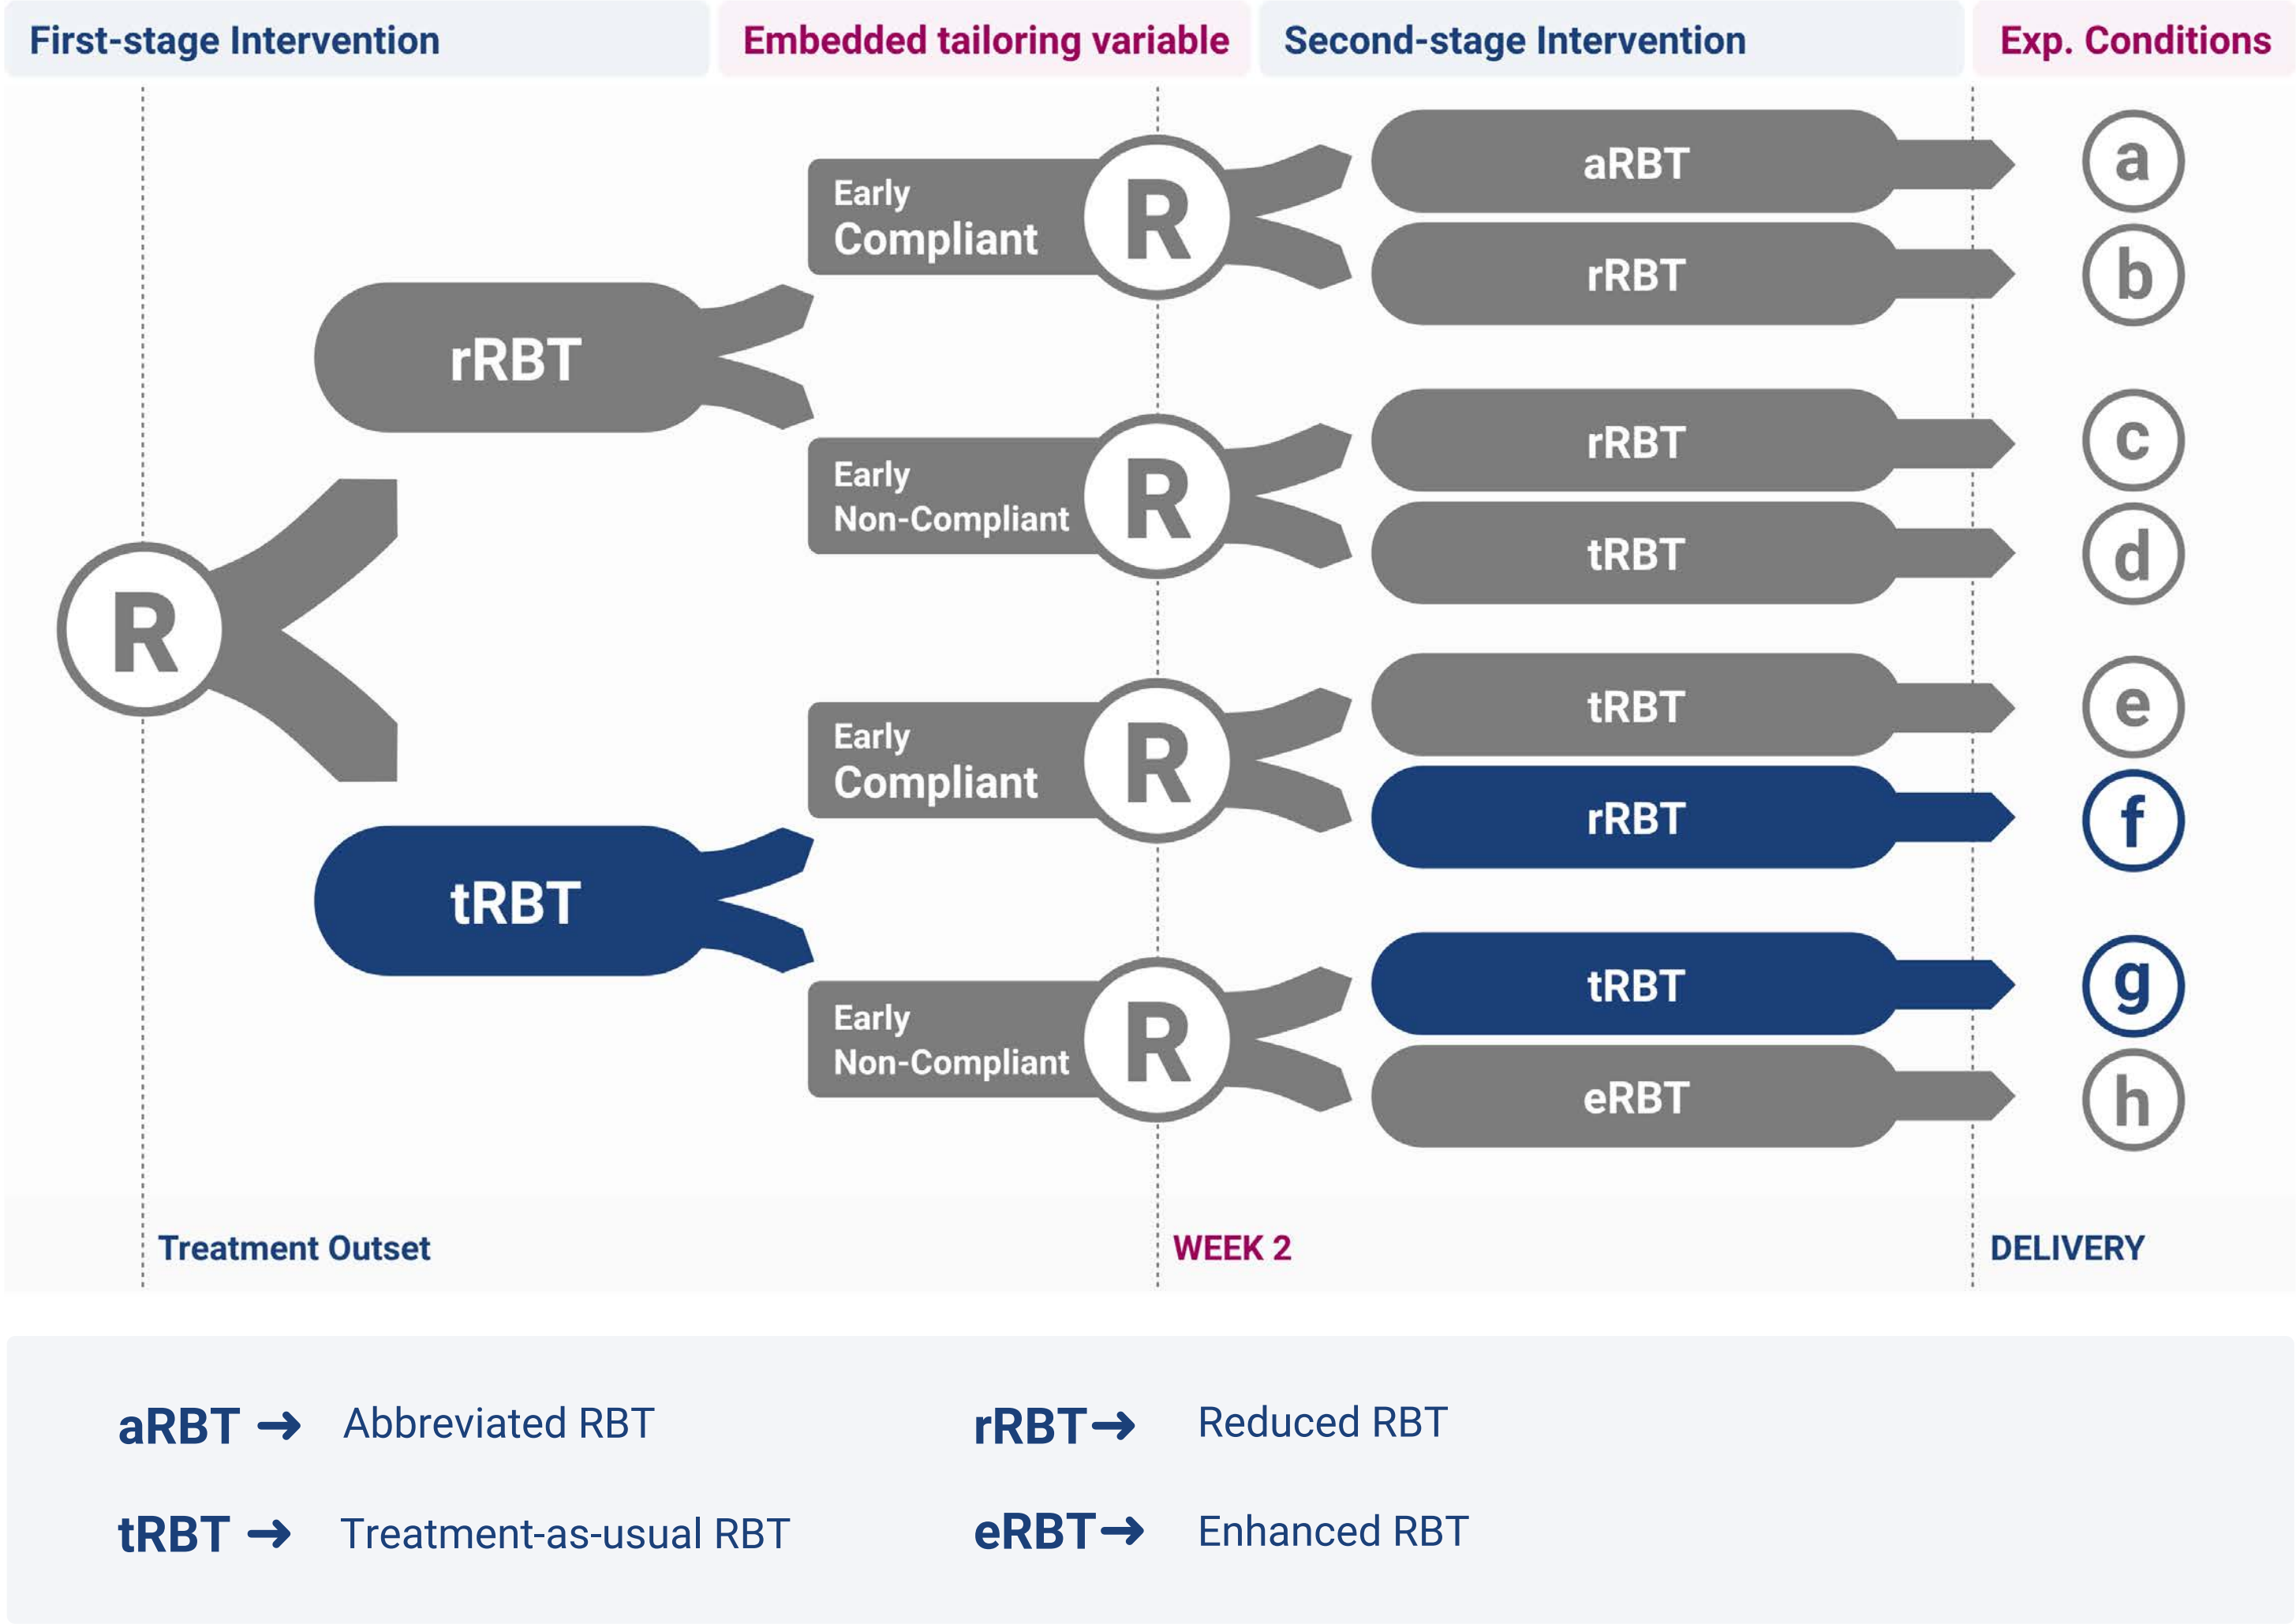 First-stage Intervention
Embedded tailoring variable
Second-stage Intervention
Exp. Conditions
R
rRBT
tRBT
Early
Compliant
R
Early
Non-Compliant
R
Early
Compliant
R
Early
Non-Compliant
R
aRBT
a
rRBT
b
rRBT
c
tRBT
d
tRBT
e
rRBT
f
tRBT
g
eRBT
h
Treatment Outset
WEEK 2
DELIVERY
aRBT → Abbreviated RBT
rRBT → Reduced RBT
tRBT → Treatment-as-usual RBT
eRBT → Enhanced RBT